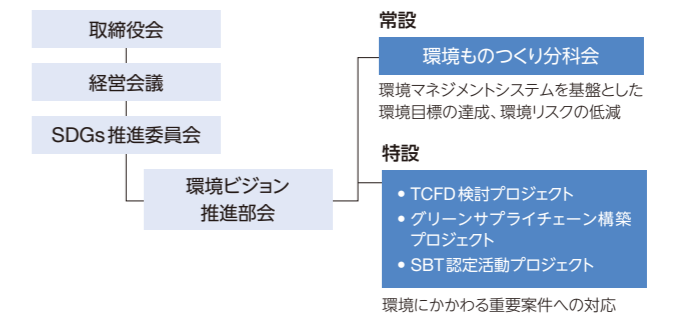 取締役会
経営会議
SDGs推進委員会
環境ビジョン
推進部会
常設
環境ものつくり分科会
環境マネジメントシステムを基盤とした
環境目標の達成、環境リスクの低減
特設
• TCFD検討プロジェクト
• グリーンサプライチェーン構築
プロジェクト
• SBT認定活動プロジェクト
環境にかかわる重要案件への対応